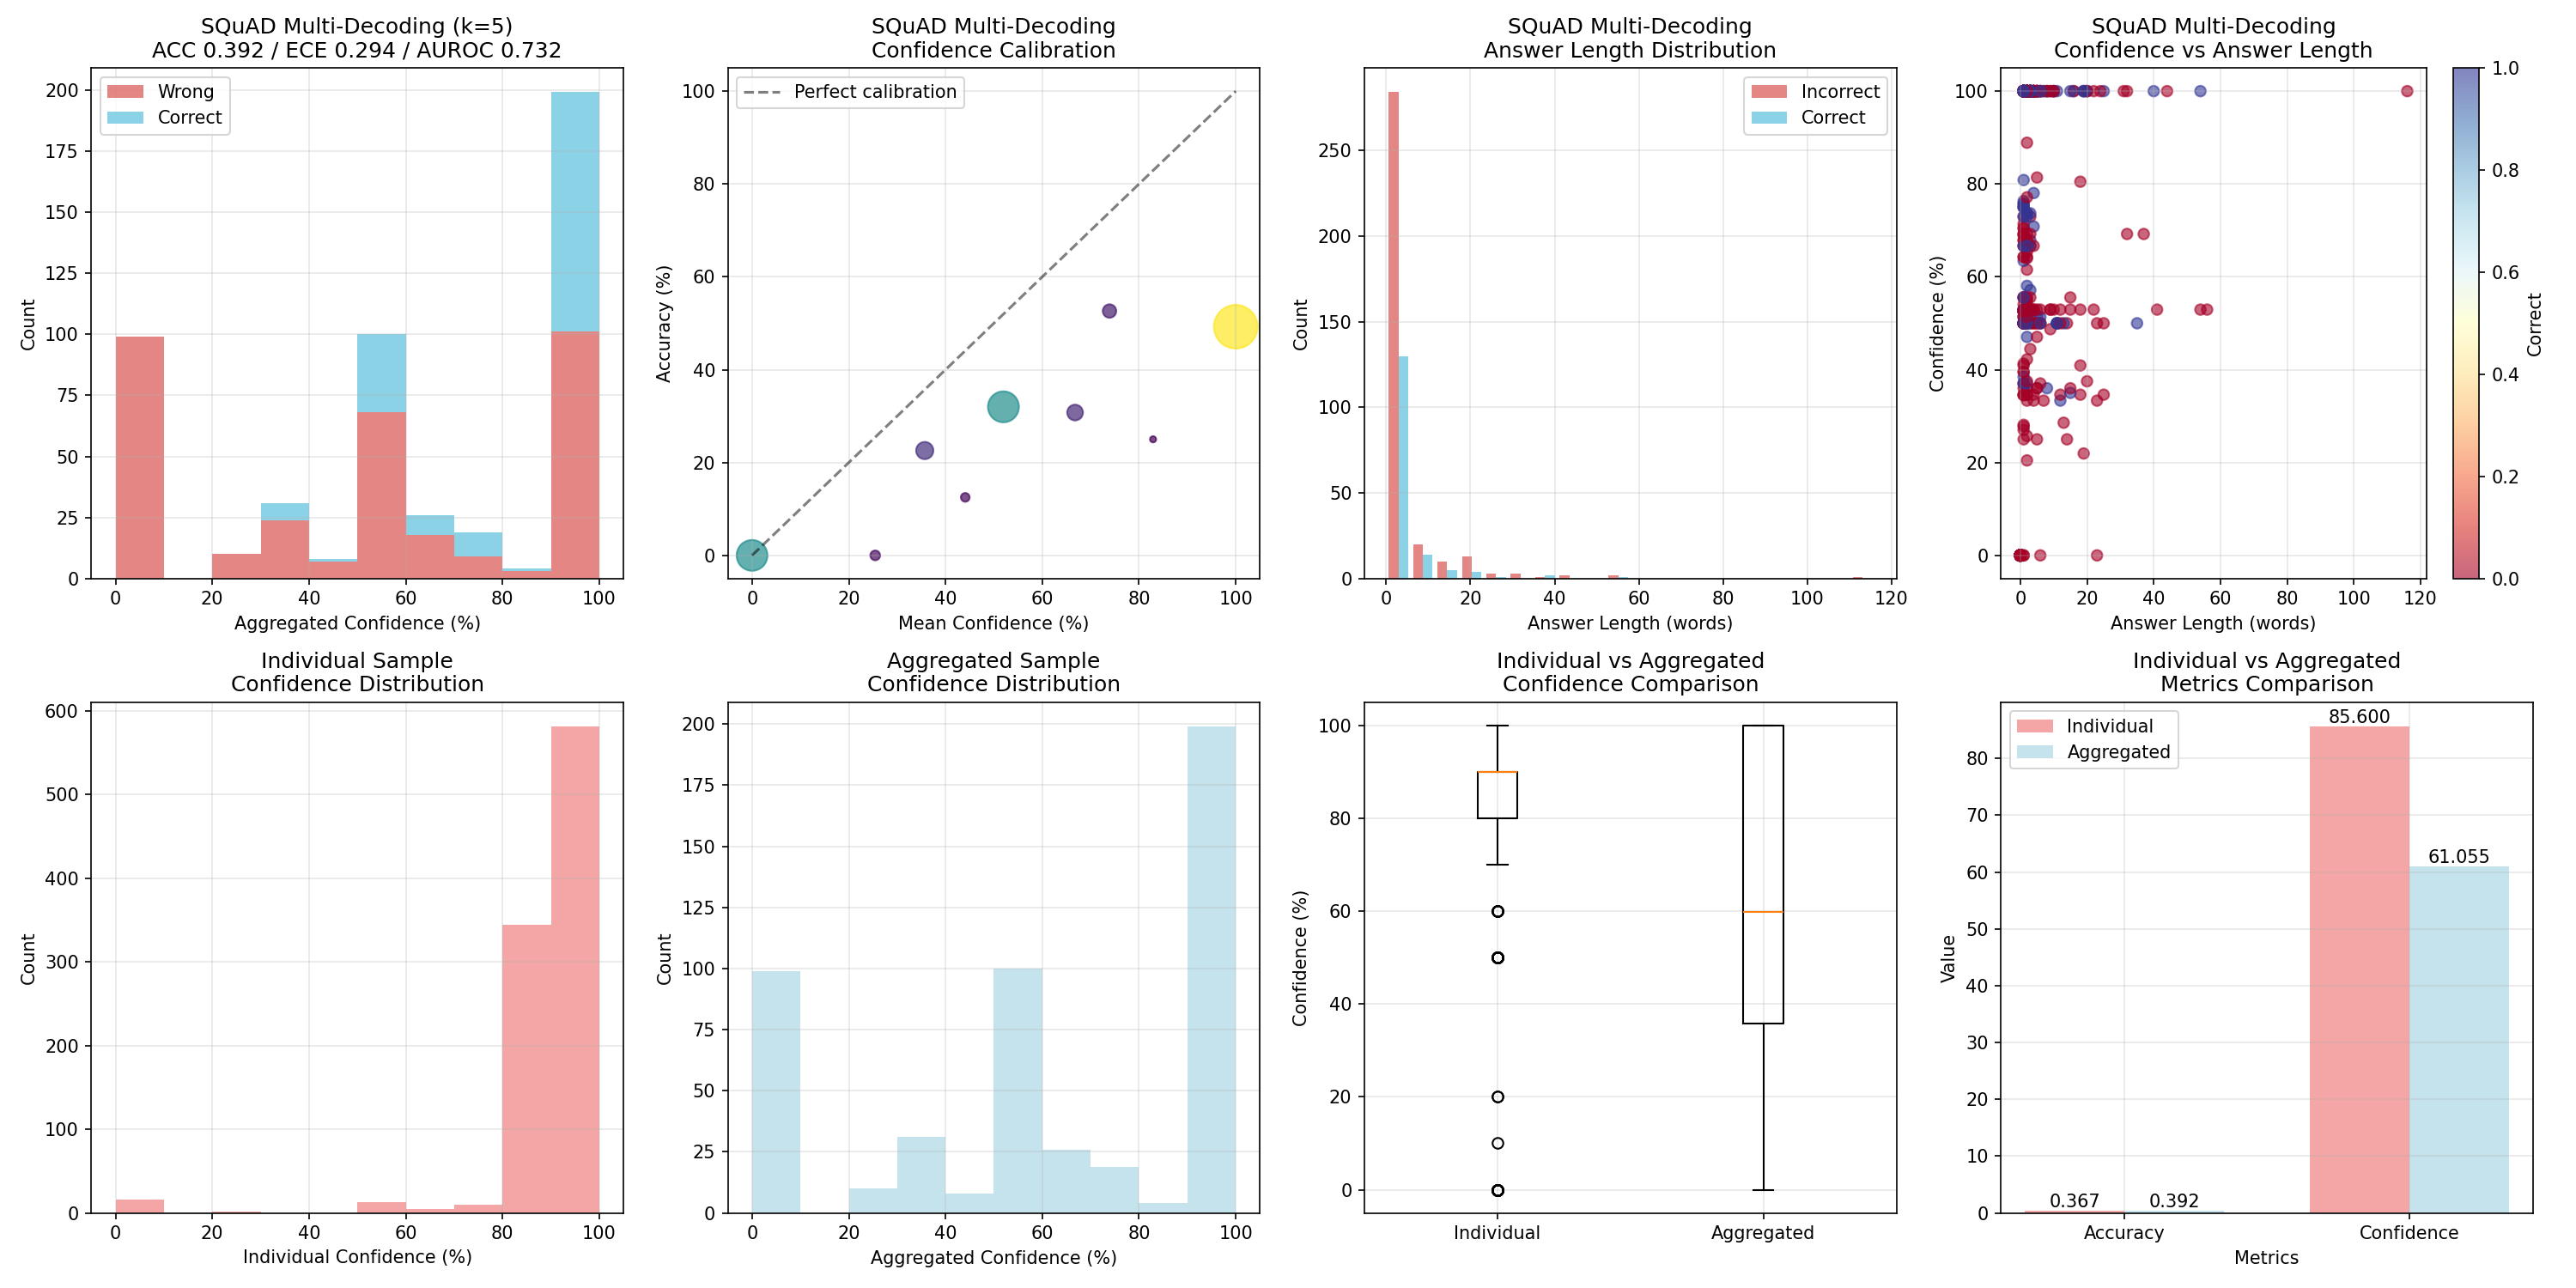 SQuAD Multi-Decoding (k=5)
ACC 0.392 / ECE 0.294 / AUROC 0.732
Wrong
Correct
200
175
150
125
100
75
50
25
0
Count
0 20 40 60 80 100
Aggregated Confidence (%)
SQuAD Multi-Decoding
Confidence Calibration
Perfect calibration
100
80
60
40
20
0
Accuracy (%)
0 20 40 60 80 100
Mean Confidence (%)
SQuAD Multi-Decoding
Answer Length Distribution
Incorrect
Correct
250
200
150
100
50
0
Count
0 20 40 60 80 100 120
Answer Length (words)
SQuAD Multi-Decoding
Confidence vs Answer Length
100
80
60
40
20
0
Confidence (%)
0 20 40 60 80 100 120
Answer Length (words)
1.0
0.8
0.6
0.4
0.2
0.0
Correct
Individual Sample
Confidence Distribution
600
500
400
300
200
100
0
Count
0 20 40 60 80 100
Individual Confidence (%)
Aggregated Sample
Confidence Distribution
200
175
150
125
100
75
50
25
0
Count
0 20 40 60 80 100
Aggregated Confidence (%)
Individual vs Aggregated
Confidence Comparison
100
80
60
40
20
0
Confidence (%)
Individual Aggregated
Individual vs Aggregated
Metrics Comparison
Individual
Aggregated
85.600
61.055
0.367 0.392
80
70
60
50
40
30
20
10
0
Value
Accuracy Confidence
Metrics